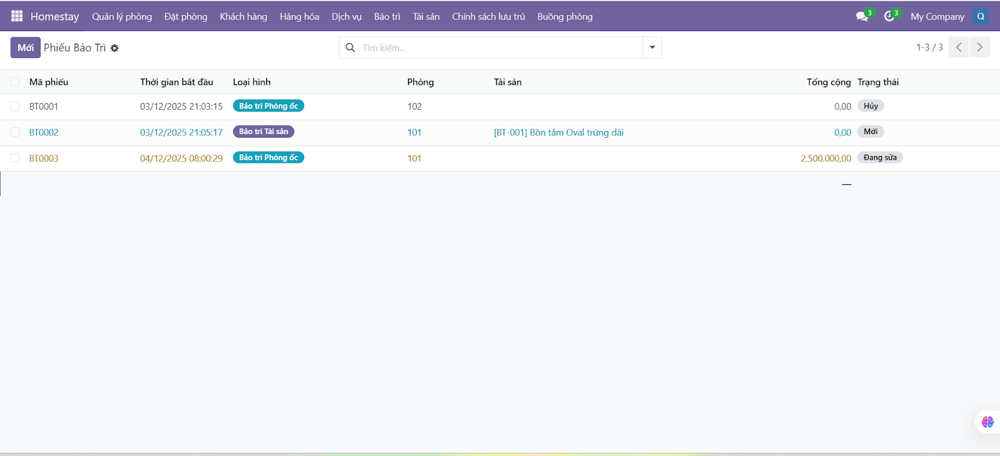 Homestay Quản lý phòng Đặt phòng Khách hàng Hàng hóa Dịch vụ Bảo trì Tài sản Chính sách lưu trú Buồng phòng 3 3 My Company Q
Mới Phiếu Bảo Trì Tìm kiếm... 1-3 / 3
Mã phiếu Thời gian bắt đầu Loại hình Phòng Tài sản Tổng cộng Trạng thái
BT0001 03/12/2025 21:03:15 Bảo trì Phòng ốc 102 0,00 Hủy
BT0002 03/12/2025 21:05:17 Bảo trì Tài sản 101 [BT-001] Bồn tắm Oval trứng dài 0,00 Mới
BT0003 04/12/2025 08:00:29 Bảo trì Phòng ốc 101 2.500.000,00 Đang sửa
—